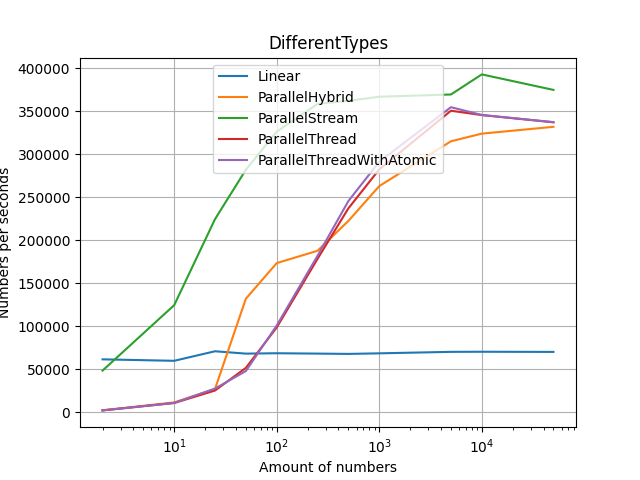 DifferentTypes
Numbers per seconds
400000
350000
300000
250000
200000
150000
100000
50000
0
Linear
ParallelHybrid
ParallelStream
ParallelThread
ParallelThreadWithAtomic
10¹
10²
10³
10⁴
Amount of numbers